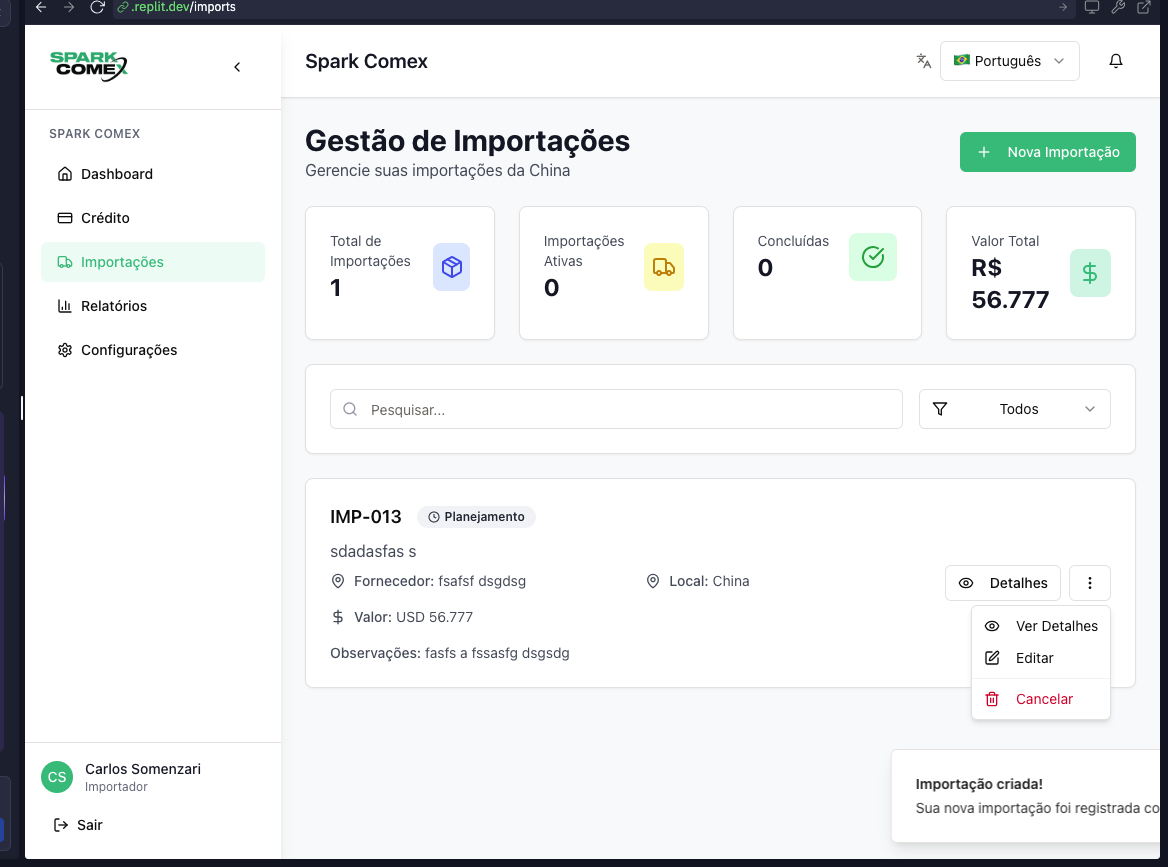 .replit.dev/imports
SPARK
COMEX
Spark Comex
Português
SPARK COMEX
Dashboard
Crédito
Importações
Relatórios
Configurações
Gestão de Importações
Gerencie suas importações da China
Nova Importação
Total de
Importações
1
Importações
Ativas
0
Concluídas
0
Valor Total
R$
56.777
Pesquisar...
Todos
IMP-013
Planejamento
sdadasfas s
Fornecedor: fsafsf dsgdsg
Local: China
Valor: USD 56.777
Observações: fasfs a fssasfg dsgsdg
Detalhes
Ver Detalhes
Editar
Cancelar
CS
Carlos Somenzari
Importador
Sair
Importação criada!
Sua nova importação foi registrada co